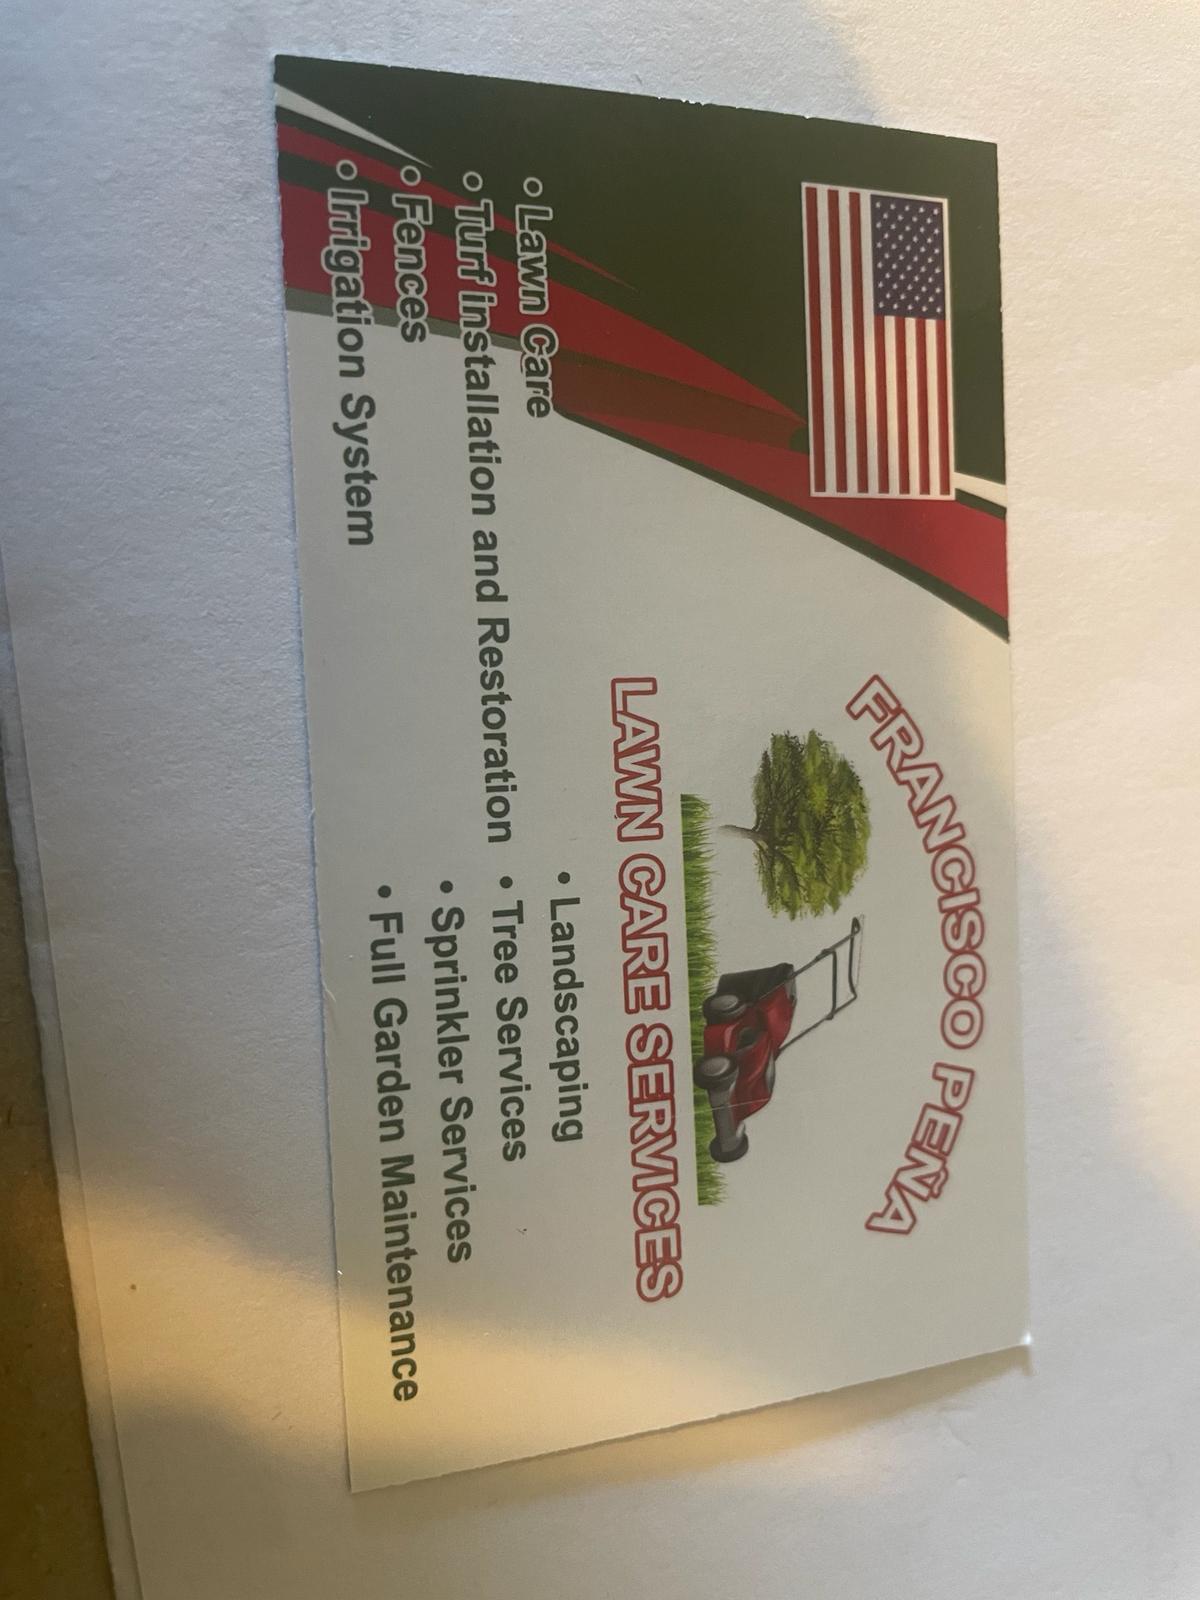 FRANCISCO PEÑA
LAWN CARE SERVICES
• Lawn Care
• Turf installation and Restoration
• Fences
• Irrigation System
• Landscaping
• Tree Services
• Sprinkler Services
• Full Garden Maintenance